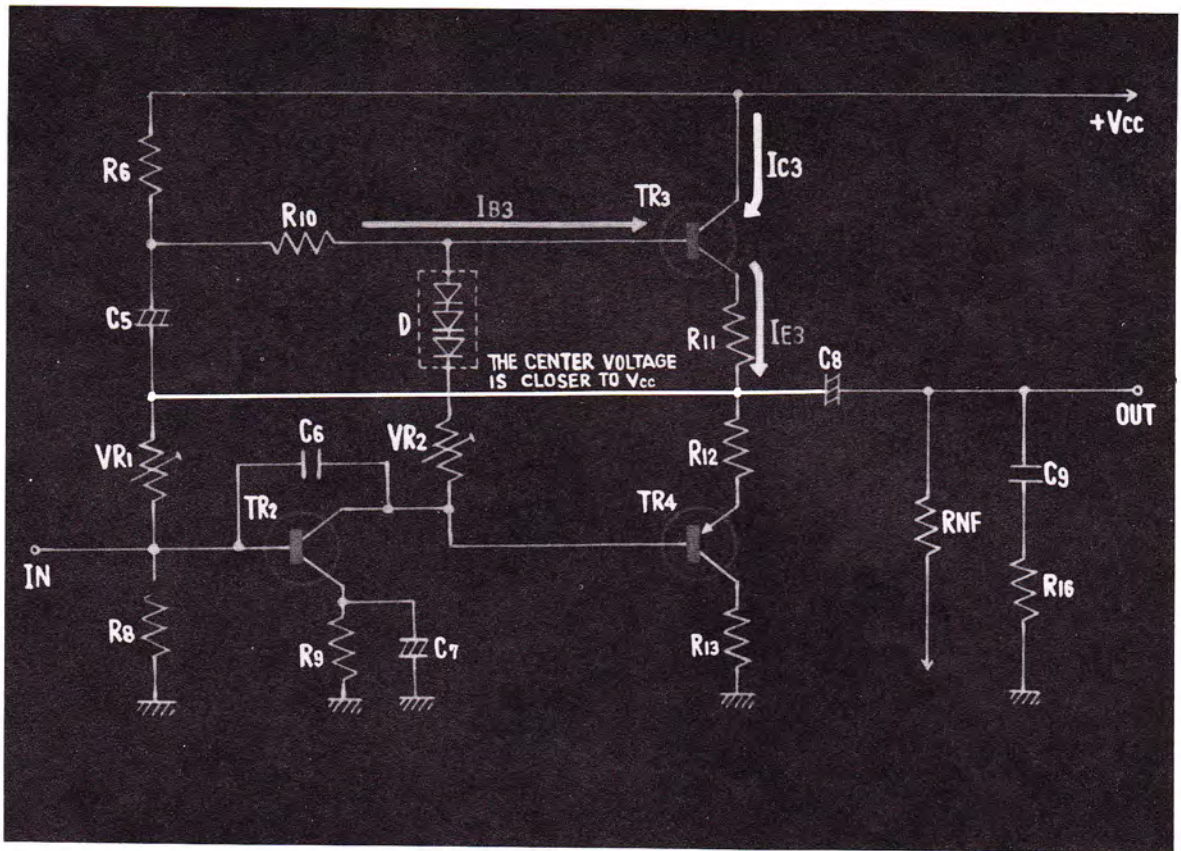 +Vcc
R6
IC3
TR3
R10
IB3
C5
D
R11
IE3
THE CENTER VOLTAGE
IS CLOSER TO Vcc
C8
OUT
VR1
C6
VR2
R12
C9
TR2
TR4
RNF
IN
R16
R8
R9
C7
R13